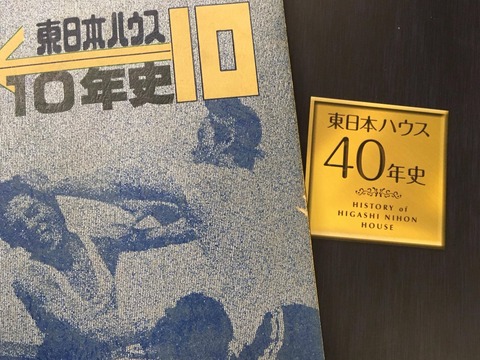 東日本ハウス
10年史 10
東日本ハウス
40年史
HISTORY of
HIGASHI NIHON
HOUSE